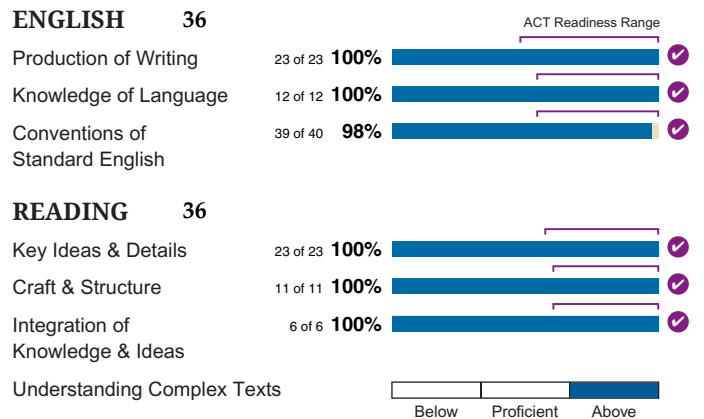 ENGLISH 36
ACT Readiness Range
Production of Writing 23 of 23 100%
Knowledge of Language 12 of 12 100%
Conventions of 39 of 40 98%
Standard English
READING 36
Key Ideas & Details 23 of 23 100%
Craft & Structure 11 of 11 100%
Integration of 6 of 6 100%
Knowledge & Ideas
Understanding Complex Texts
Below Proficient Above